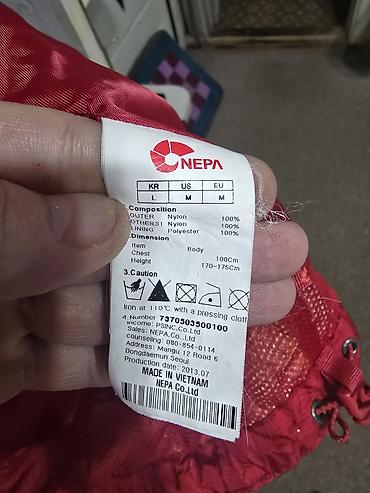 NEPA
KR US EU
L M M
1.Composition
OUTER Nylon 100%
OTHERS1 Nylon 100%
LINING Polyester 100%
2.Dimension
Item Body
Chest 100Cm
Height 170-175Cm
3.Caution
Iron at 110℃ with a pressing cloth
4.Number 7370503500100
Income: PSINC.Co.Ltd
Sales: NEPA.Co.Ltd
counseling: 080-854-0114
Address: Mangu 12 Road 6
Dongdaemun Seoul
Production date: 2013.07
MADE IN VIETNAM
NEPA Co.Ltd